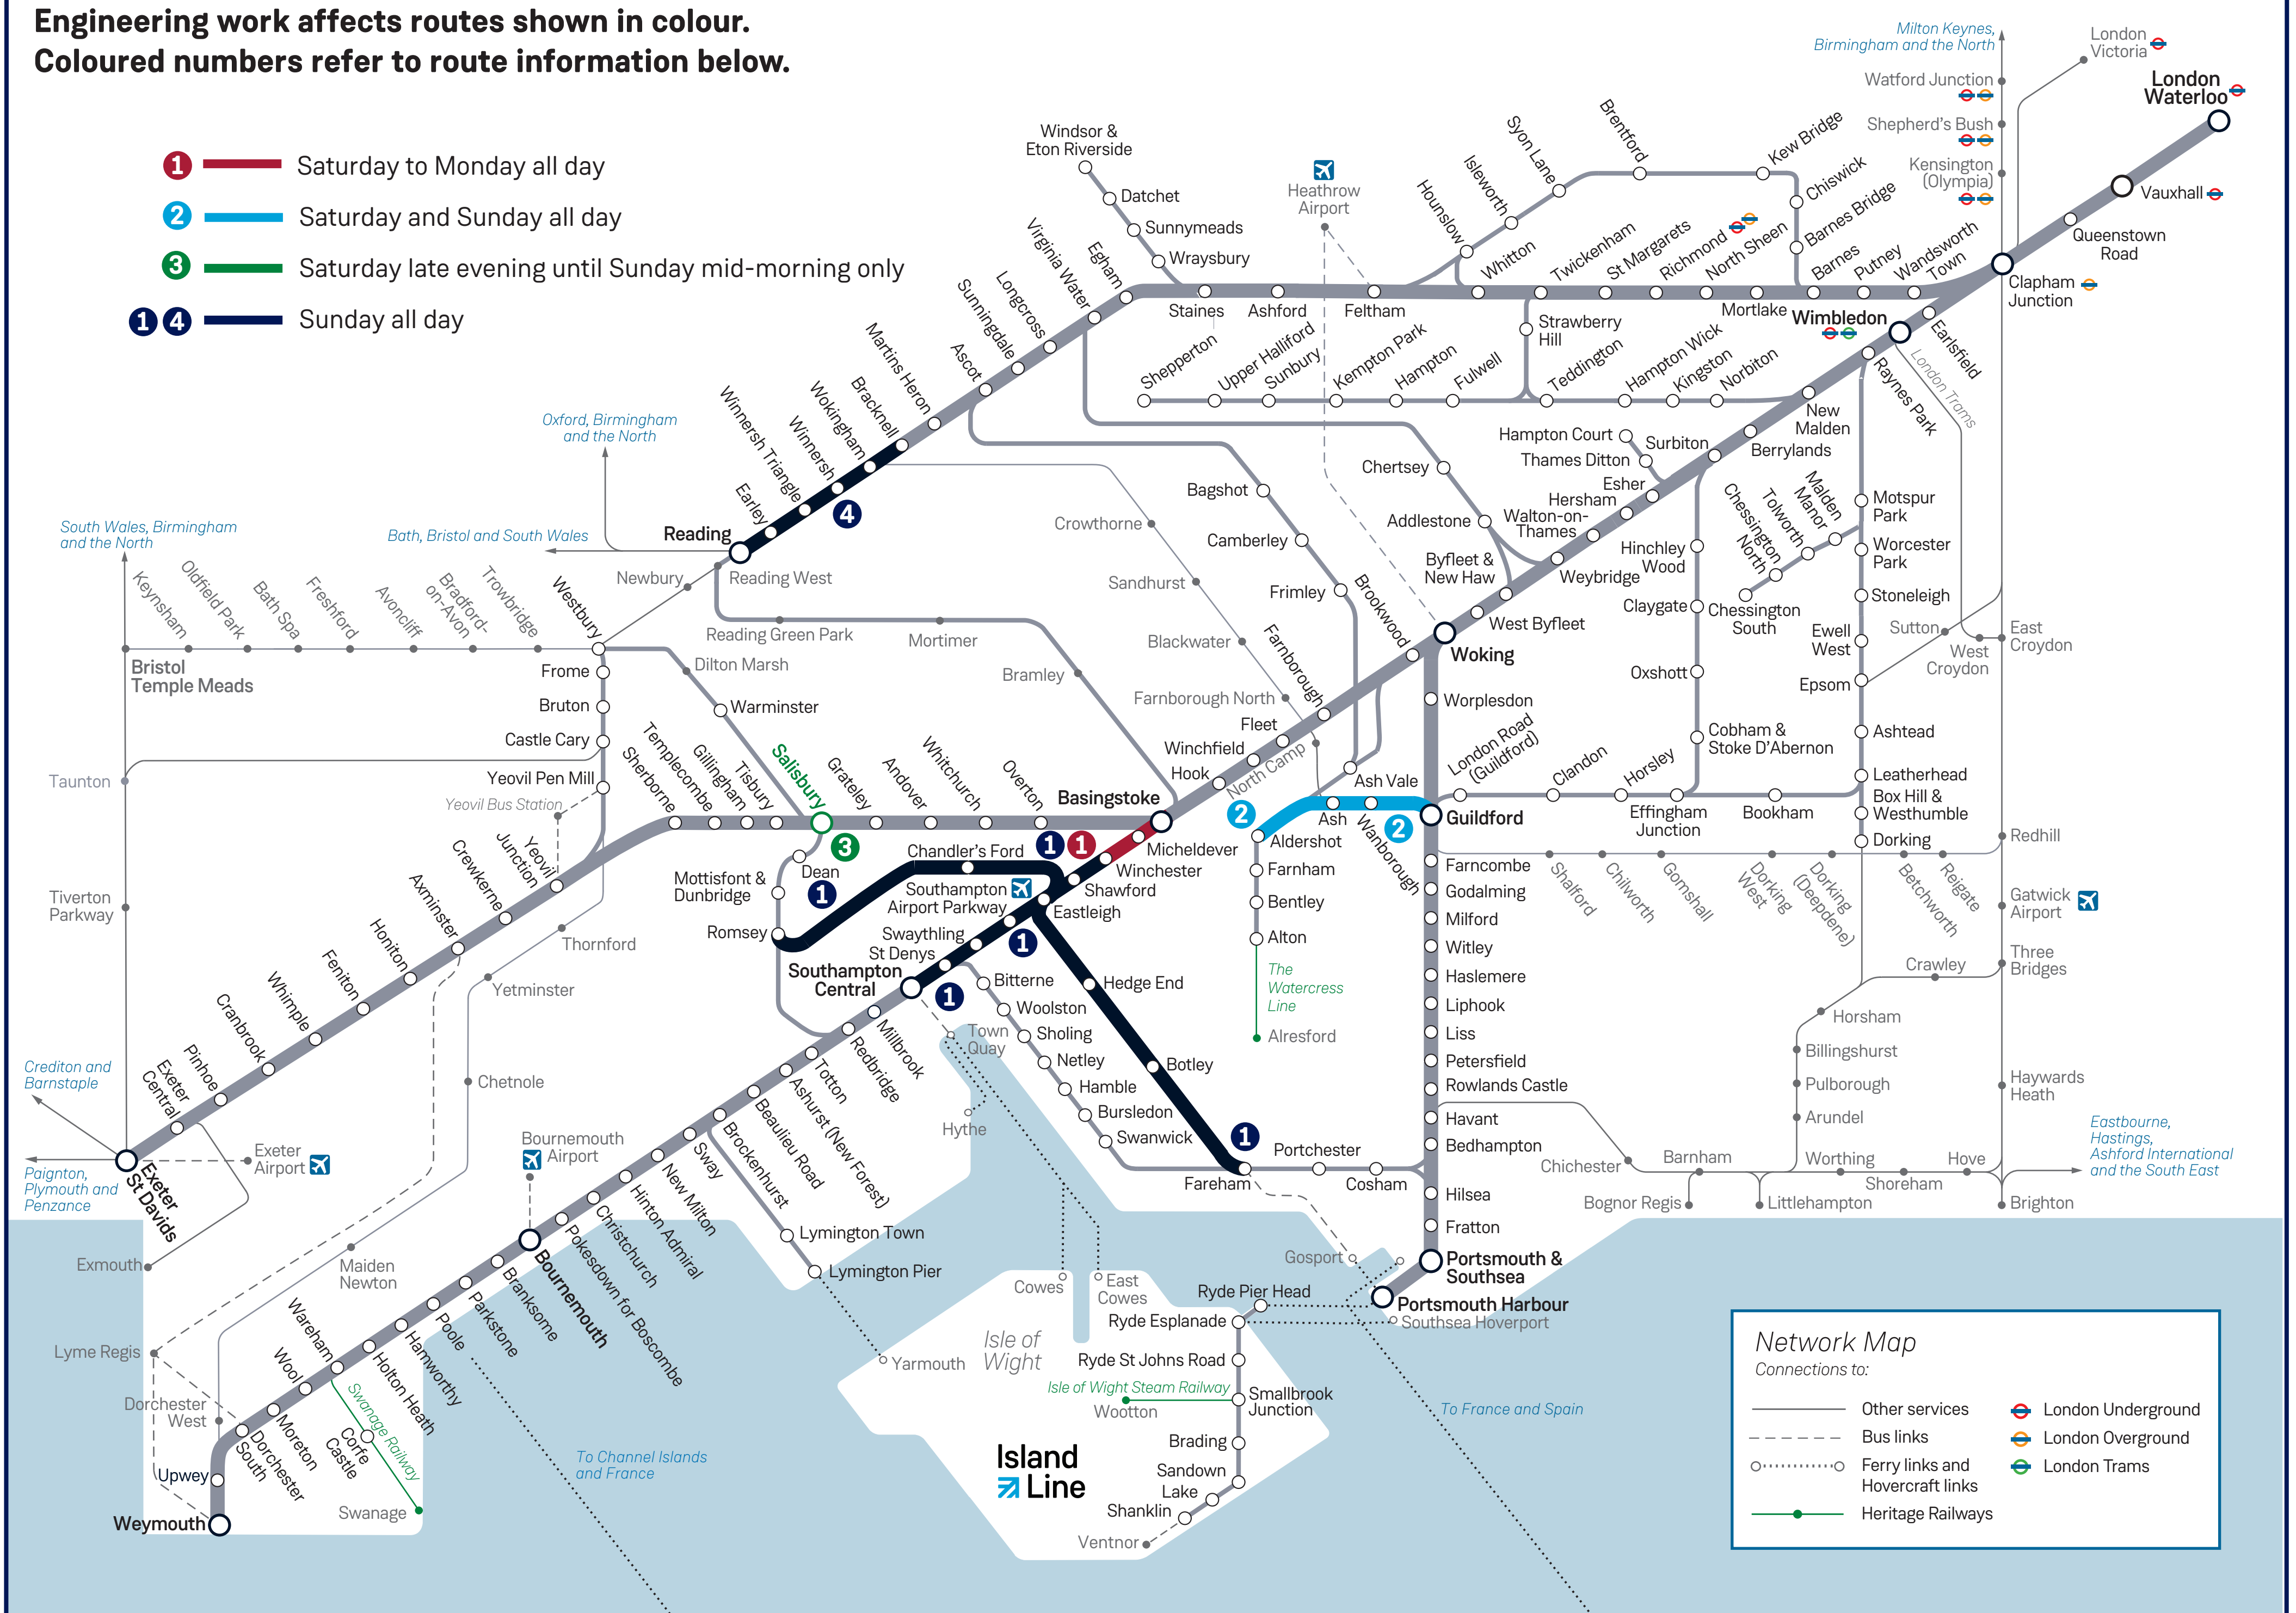 Engineering work affects routes shown in colour.
Coloured numbers refer to route information below.
1 Saturday to Monday all day
2 Saturday and Sunday all day
3 Saturday late evening until Sunday mid-morning only
1 4 Sunday all day
Milton Keynes,
Birmingham and the North
London
Victoria
London
Waterloo
Watford Junction
Shepherd's Bush
Kensington
(Olympia)
Vauxhall
Queenstown
Road
Clapham
Junction
Windsor &
Eton Riverside
Datchet
Sunnymeads
Wraysbury
Heathrow
Airport
Hounslow
Isleworth
Syon Lane
Brentford
Kew Bridge
Chiswick
Barnes Bridge
Virginia Water
Egham
Staines
Ashford
Feltham
Whitton
Twickenham
St Margarets
Richmond
North Sheen
Mortlake
Barnes
Putney
Wandsworth
Town
Wimbledon
Earlsfield
London Trams
Longcross
Sunningdale
Ascot
Martins Heron
Bracknell
Wokingham
Winnersh
Winnersh Triangle
Earley
4
Reading
Strawberry
Hill
Shepperton
Upper Halliford
Sunbury
Kempton Park
Hampton
Fulwell
Teddington
Hampton Wick
Kingston
Norbiton
Raynes Park
New
Malden
Berrylands
Hampton Court
Thames Ditton
Surbiton
Esher
Hersham
Walton-on-
Thames
Weybridge
Byfleet &
New Haw
West Byfleet
Woking
Chertsey
Addlestone
Bagshot
Camberley
Frimley
Brookwood
Farnborough
Crowthorne
Sandhurst
Blackwater
Farnborough North
North Camp
Fleet
Winchfield
Hook
Basingstoke
Motspur
Park
Malden
Manor
Tolworth
Chessington
North
Chessington
South
Worcester
Park
Stoneleigh
Ewell
West
Epsom
Ashtead
Leatherhead
Box Hill &
Westhumble
Dorking
Hinchley
Wood
Claygate
Oxshott
Cobham &
Stoke D'Abernon
London Road
(Guildford)
Clandon
Horsley
Effingham
Junction
Bookham
Sutton
West
Croydon
East
Croydon
Redhill
Gatwick
Airport
Three
Bridges
Crawley
Haywards
Heath
Horsham
Billingshurst
Pulborough
Arundel
Shalford
Chilworth
Gomshall
Dorking
West
Dorking
(Deepdene)
Betchworth
Reigate
Oxford, Birmingham
and the North
Bath, Bristol and South Wales
South Wales, Birmingham
and the North
Keynsham
Oldfield Park
Bath Spa
Freshford
Avoncliff
Bradford-
on-Avon
Trowbridge
Westbury
Newbury
Reading West
Reading Green Park
Mortimer
Bramley
Bristol
Temple Meads
Frome
Bruton
Castle Cary
Yeovil Pen Mill
Yeovil Bus Station
Dilton Marsh
Warminster
Taunton
Tiverton
Parkway
Sherborne
Templecombe
Gillingham
Tisbury
Salisbury
3
Grateley
Andover
Whitchurch
Overton
1 1
Micheldever
Winchester
Shawford
Eastleigh
Chandler's Ford
Southampton
Airport Parkway
Swaythling
St Denys
Southampton
Central
1
1
1
Dean
Mottisfont &
Dunbridge
Romsey
2
Ash Vale
Ash
Wanborough
2
Aldershot
Guildford
Farnham
Bentley
Alton
The
Watercress
Line
Alresford
Worplesdon
Farncombe
Godalming
Milford
Witley
Haslemere
Liphook
Liss
Petersfield
Rowlands Castle
Havant
Bedhampton
Hilsea
Fratton
Portsmouth &
Southsea
Portsmouth Harbour
Southsea Hoverport
Hedge End
Botley
1
Fareham
Portchester
Cosham
Gosport
Bitterne
Woolston
Sholing
Netley
Hamble
Bursledon
Swanwick
Town
Quay
Hythe
Millbrook
Redbridge
Totton
Ashurst (New Forest)
Beaulieu Road
Brockenhurst
Sway
New Milton
Hinton Admiral
Christchurch
Pokesdown for Boscombe
Bournemouth
Bournemouth
Airport
Branksome
Parkstone
Poole
Hamworthy
Holton Heath
Wareham
Wool
Moreton
Dorchester
South
Dorchester
West
Upwey
Weymouth
Swanage Railway
Corfe
Castle
Swanage
Lymington Town
Lymington Pier
Yarmouth
Yeovil
Junction
Crewkerne
Axminster
Honiton
Feniton
Whimple
Cranbrook
Pinhoe
Exeter
Central
Exeter
St Davids
Exeter
Airport
Exmouth
Crediton and
Barnstaple
Paignton,
Plymouth and
Penzance
Thornford
Yetminster
Chetnole
Maiden
Newton
Lyme Regis
Chichester
Barnham
Bognor Regis
Littlehampton
Worthing
Shoreham
Hove
Brighton
Eastbourne,
Hastings,
Ashford International
and the South East
Cowes
East
Cowes
Isle of
Wight
Ryde Pier Head
Ryde Esplanade
Ryde St Johns Road
Isle of Wight Steam Railway
Wootton
Smallbrook
Junction
Brading
Sandown
Lake
Shanklin
Ventnor
Island
Line
To Channel Islands
and France
To France and Spain
Network Map
Connections to:
Other services
Bus links
Ferry links and
Hovercraft links
Heritage Railways
London Underground
London Overground
London Trams